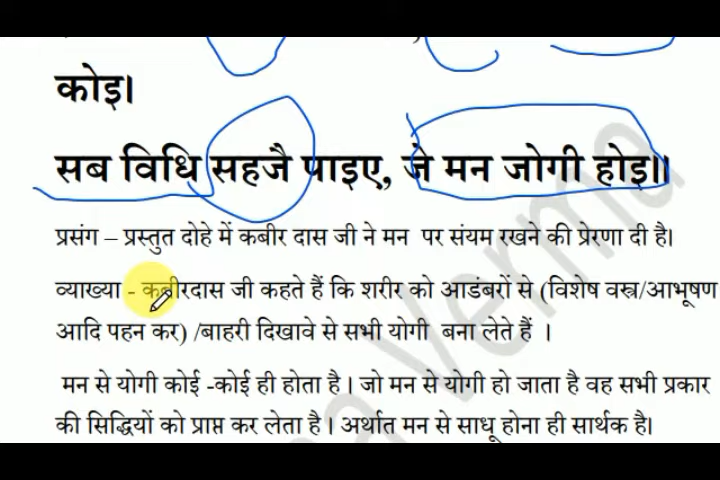 कोइ।
सब विधि सहजै पाइए, जे मन जोगी होइ॥
प्रसंग – प्रस्तुत दोहे में कबीर दास जी ने मन पर संयम रखने की प्रेरणा दी है।
व्याख्या - कबीरदास जी कहते हैं कि शरीर को आडंबरों से (विशेष वस्त्र/आभूषण
आदि पहन कर) /बाहरी दिखावे से सभी योगी बना लेते हैं ।
मन से योगी कोई -कोई ही होता है। जो मन से योगी हो जाता है वह सभी प्रकार
की सिद्धियों को प्राप्त कर लेता है। अर्थात मन से साधू होना ही सार्थक है।
Verma